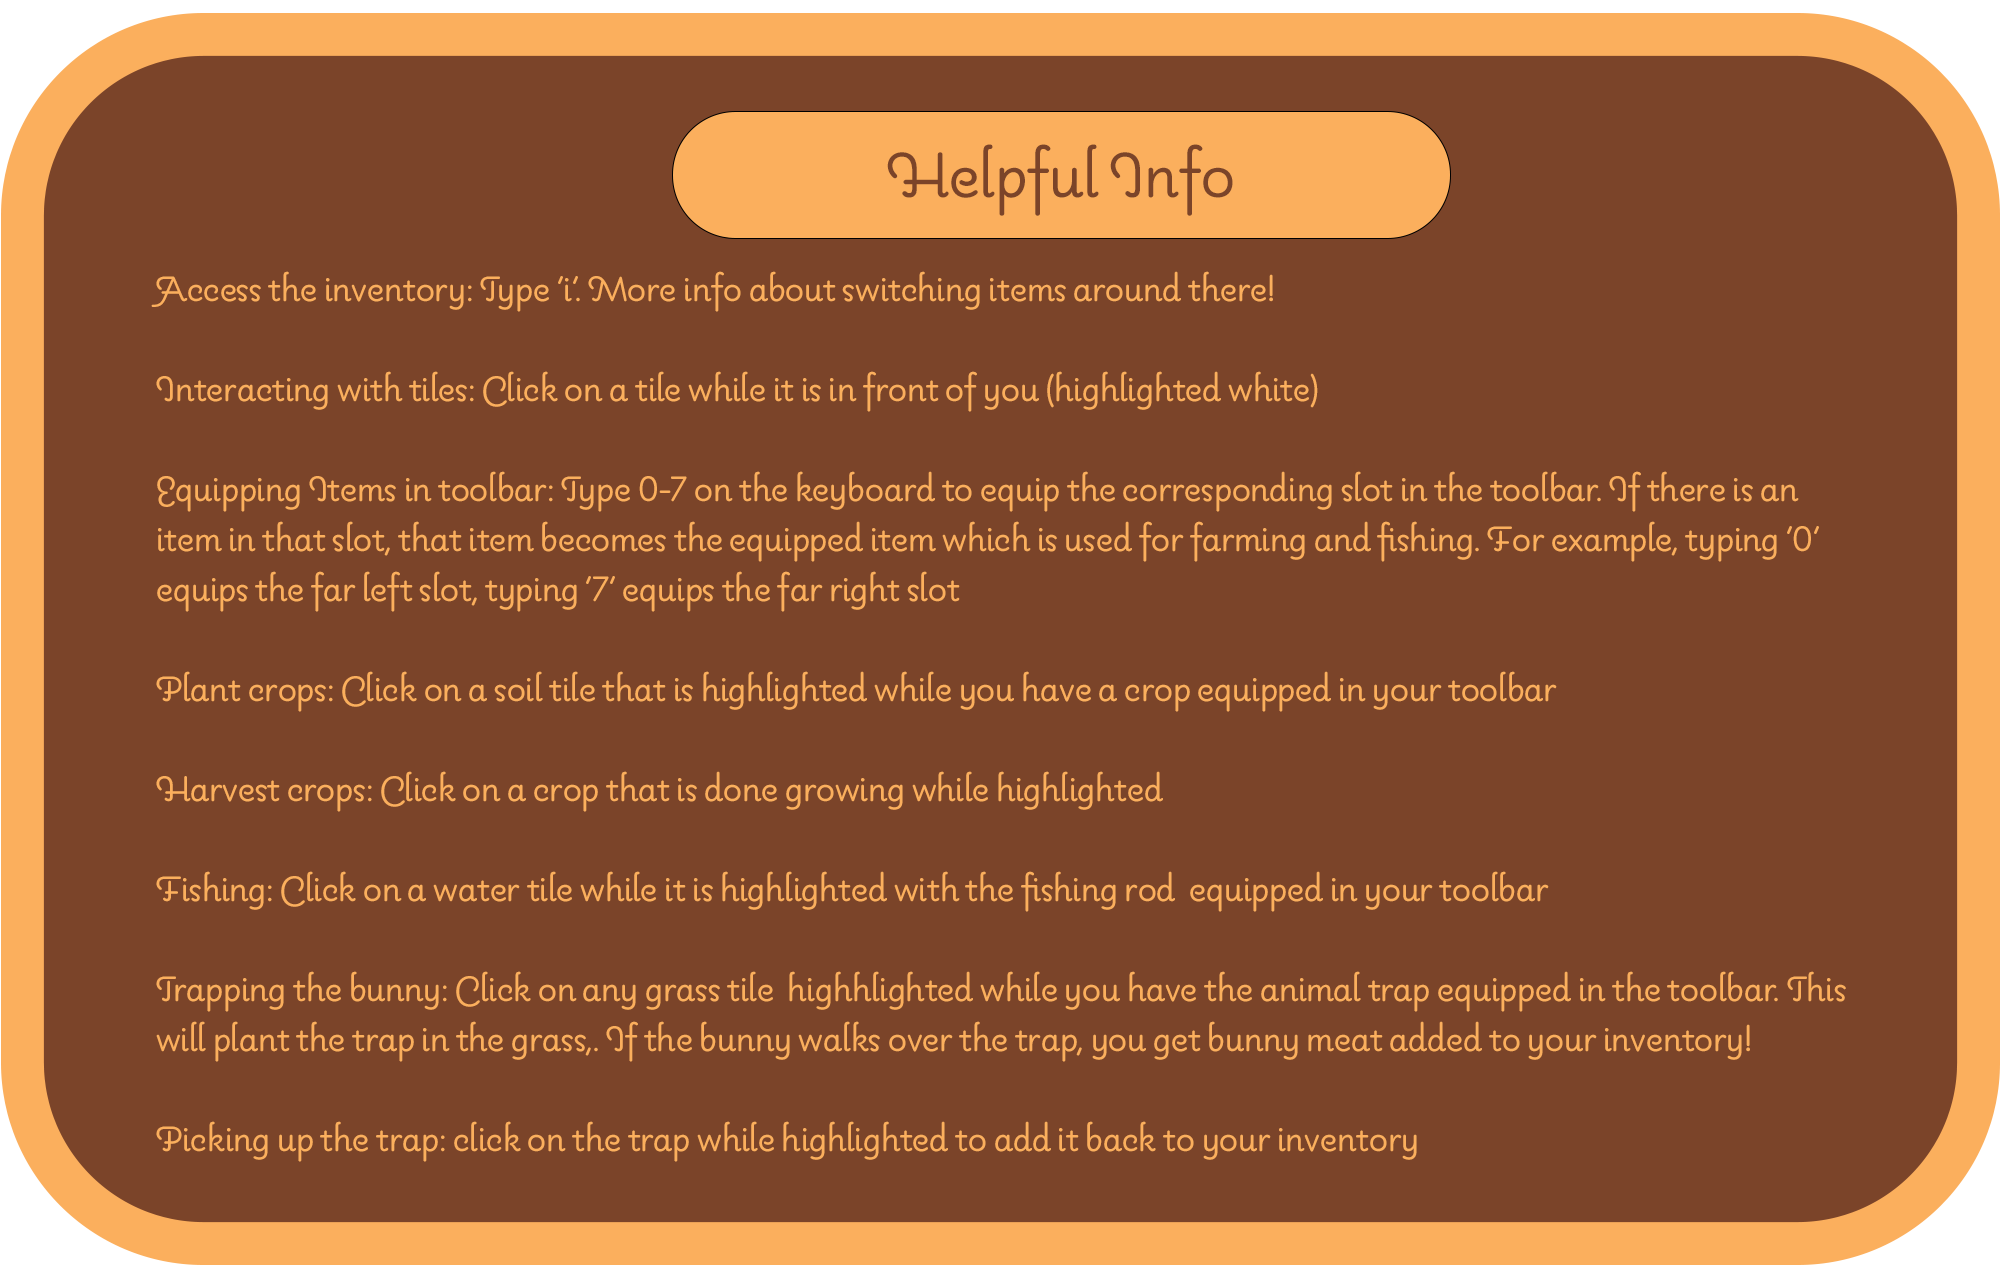 Helpful Info
Access the inventory: Type 'i'. More info about switching items around there!
Interacting with tiles: Click on a tile while it is in front of you (highlighted white)
Equipping Items in toolbar: Type 0-7 on the keyboard to equip the corresponding slot in the toolbar. If there is an
item in that slot, that item becomes the equipped item which is used for farming and fishing. For example, typing '0'
equips the far left slot, typing '7' equips the far right slot
Plant crops: Click on a soil tile that is highlighted while you have a crop equipped in your toolbar
Harvest crops: Click on a crop that is done growing while highlighted
Fishing: Click on a water tile while it is highlighted with the fishing rod  equipped in your toolbar
Trapping the bunny: Click on any grass tile  highhlighted while you have the animal trap equipped in the toolbar. This
will plant the trap in the grass,. If the bunny walks over the trap, you get bunny meat added to your inventory!
Picking up the trap: click on the trap while highlighted to add it back to your inventory